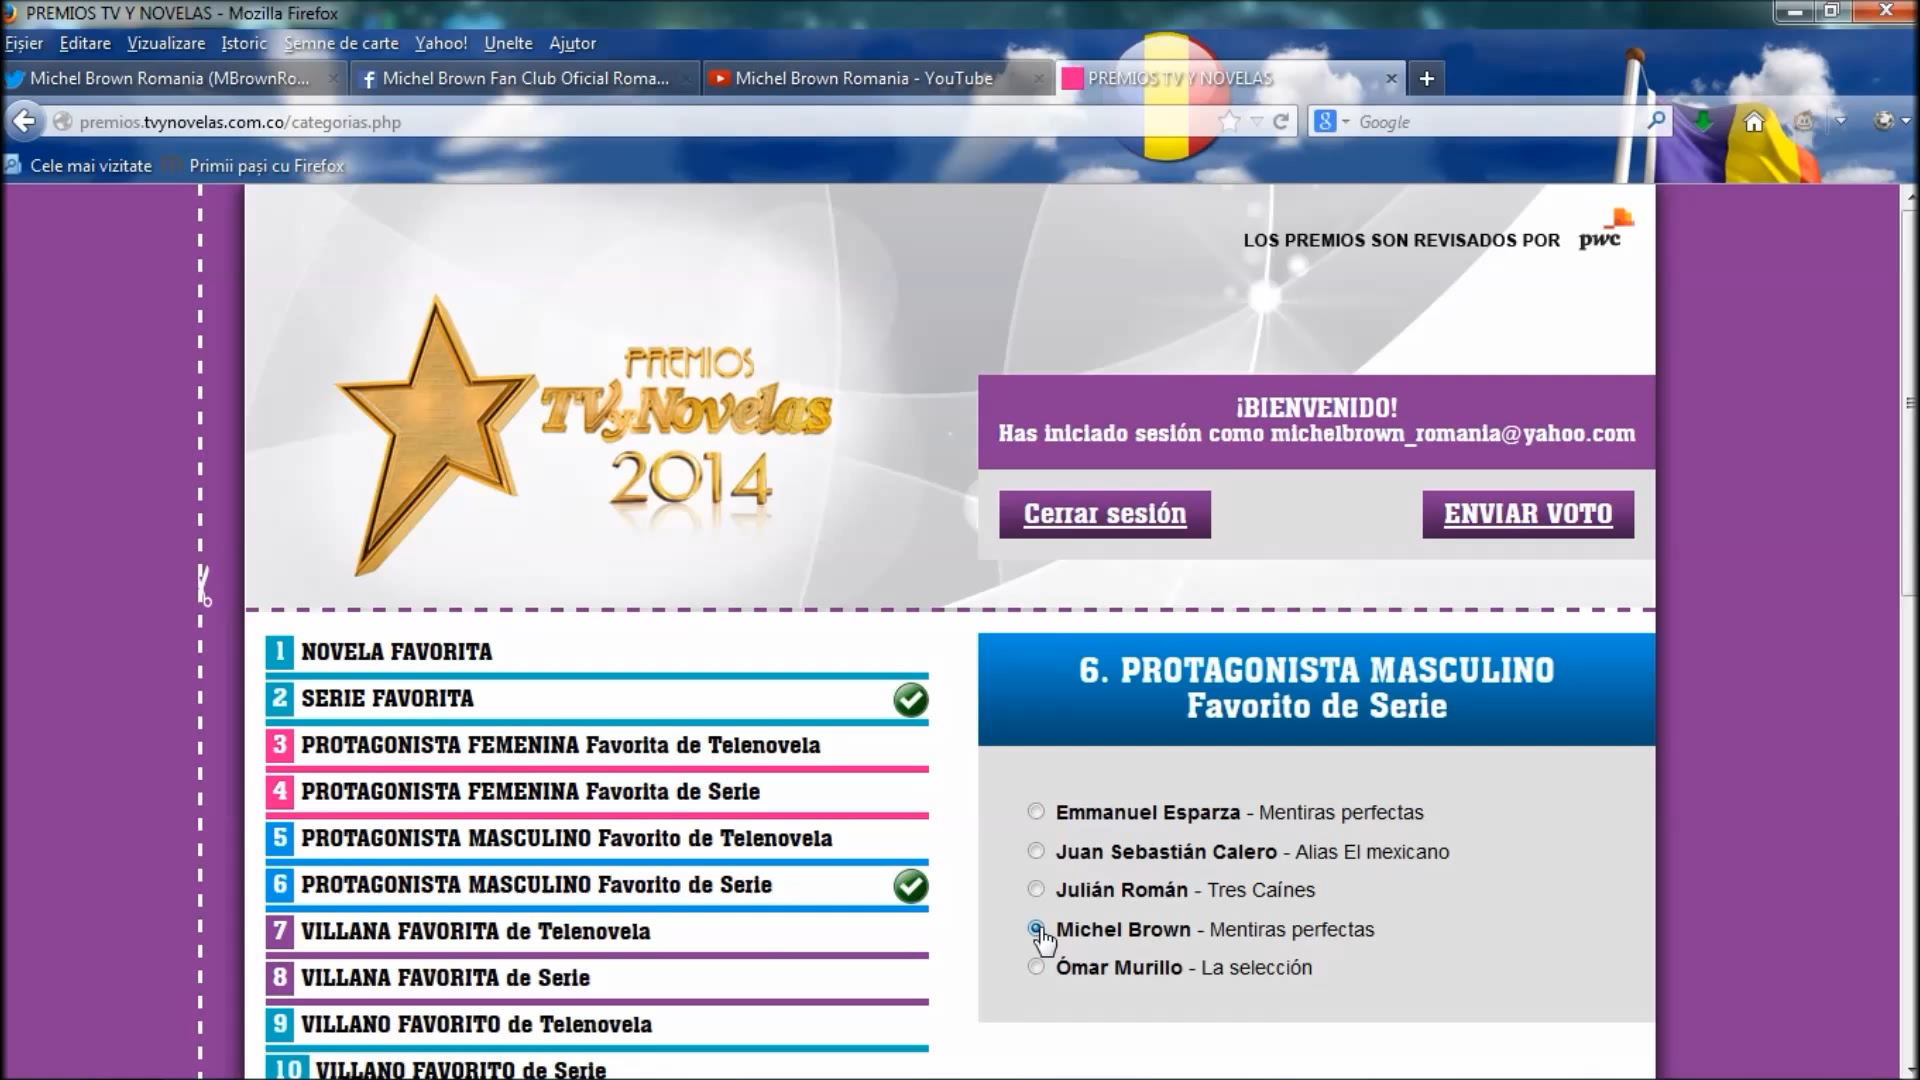 PREMIOS TV Y NOVELAS - Mozilla Firefox
Fișier Editare Vizualizare Istoric Semne de carte Yahoo! Unelte Ajutor
Michel Brown Romania (MBrownRo...
Michel Brown Fan Club Oficial Roma...
Michel Brown Romania - YouTube
PREMIOS TV Y NOVELAS
premios.tvynovelas.com.co/categorias.php
Google
Cele mai vizitate
Primii pași cu Firefox
LOS PREMIOS SON REVISADOS POR pwc
PREMIOS
TVyNovelas
2014
¡BIENVENIDO!
Has iniciado sesión como michelbrown_romania@yahoo.com
Cerrar sesión
ENVIAR VOTO
1 NOVELA FAVORITA
2 SERIE FAVORITA
3 PROTAGONISTA FEMENINA Favorita de Telenovela
4 PROTAGONISTA FEMENINA Favorita de Serie
5 PROTAGONISTA MASCULINO Favorito de Telenovela
6 PROTAGONISTA MASCULINO Favorito de Serie
7 VILLANA FAVORITA de Telenovela
8 VILLANA FAVORITA de Serie
9 VILLANO FAVORITO de Telenovela
10 VILLANO FAVORITO de Serie
6. PROTAGONISTA MASCULINO
Favorito de Serie
Emmanuel Esparza - Mentiras perfectas
Juan Sebastián Calero - Alias El mexicano
Julián Román - Tres Caínes
Michel Brown - Mentiras perfectas
Ómar Murillo - La selección